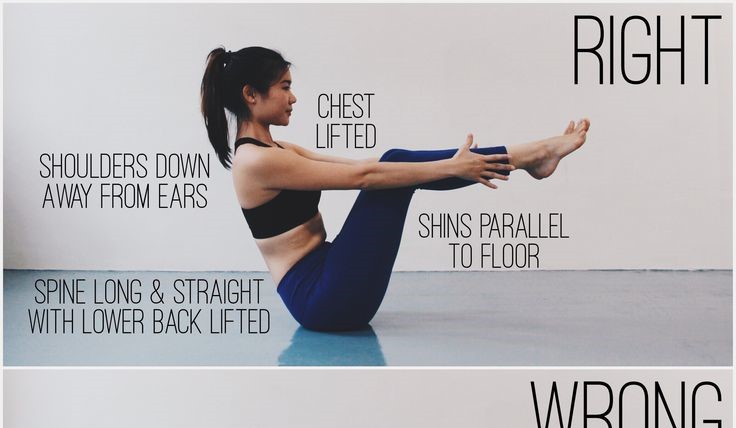 RIGHT
CHEST
LIFTED
SHOULDERS DOWN
AWAY FROM EARS
SHINS PARALLEL
TO FLOOR
SPINE LONG & STRAIGHT
WITH LOWER BACK LIFTED
WRONG